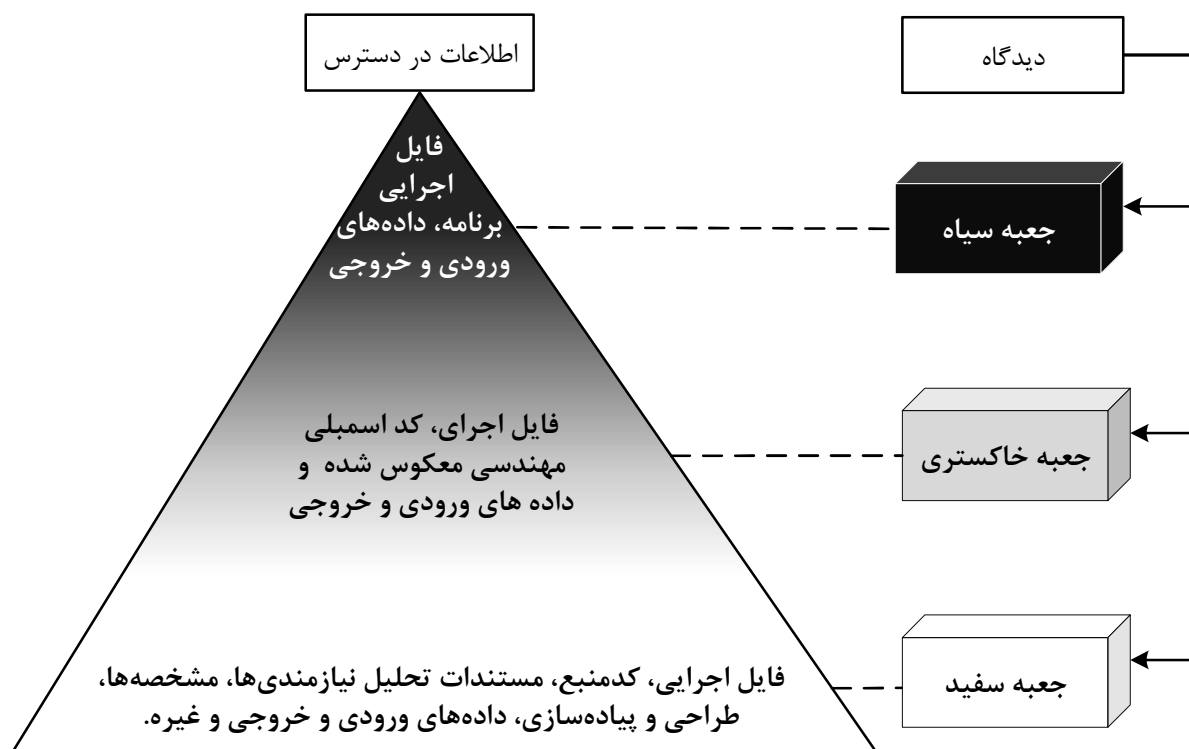 دیدگاه
اطلاعات در دسترس
فایل
اجرایی
برنامه، داده‌های
ورودی و خروجی
جعبه سیاه
فایل اجرای، کد اسمبلی
مهندسی معکوس شده و
داده های ورودی و خروجی
جعبه خاکستری
فایل اجرایی، کدمنبع، مستندات تحلیل نیازمندی‌ها، مشخصه‌ها،
طراحی و پیاده‌سازی، داده‌های ورودی و خروجی و غیره.
جعبه سفید